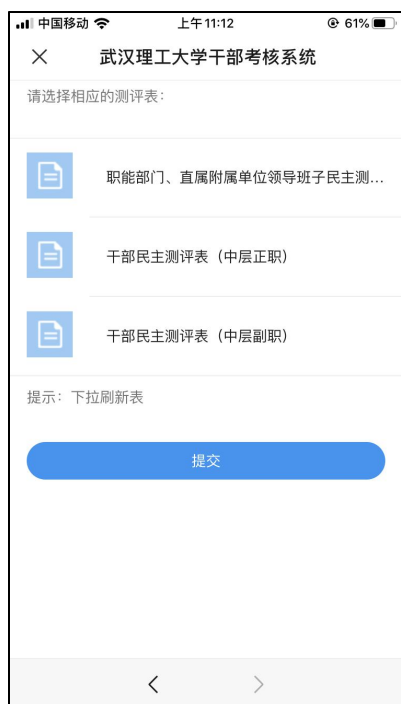 中国移动 上午11:12 61%
武汉理工大学干部考核系统
请选择相应的测评表：
职能部门、直属附属单位领导班子民主测...
干部民主测评表（中层正职）
干部民主测评表（中层副职）
提示：下拉刷新表
提交